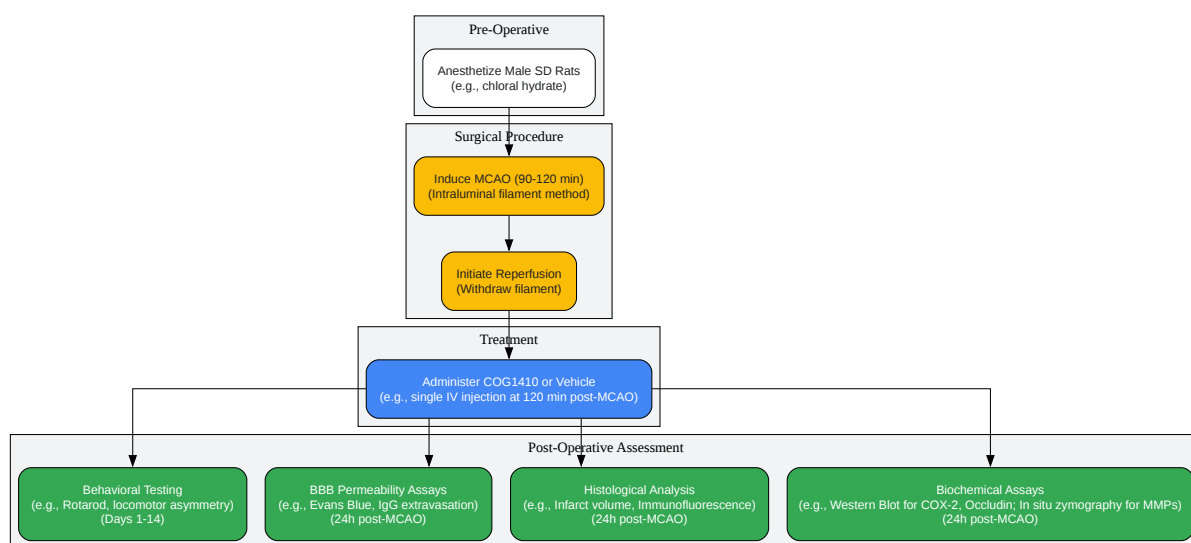 Pre-Operative
Anesthetize Male SD Rats
(e.g., chloral hydrate)
Surgical Procedure
Induce MCAO (90-120 min)
(Intraluminal filament method)
Initiate Reperfusion
(Withdraw filament)
Treatment
Administer COG1410 or Vehicle
(e.g., single IV injection at 120 min post-MCAO)
Post-Operative Assessment
Behavioral Testing
(e.g., Rotarod, locomotor asymmetry)
(Days 1-14)
BBB Permeability Assays
(e.g., Evans Blue, IgG extravasation)
(24h post-MCAO)
Histological Analysis
(e.g., Infarct volume, Immunofluorescence)
(24h post-MCAO)
Biochemical Assays
(e.g., Western Blot for COX-2, Occludin; In situ zymography for MMPs)
(24h post-MCAO)